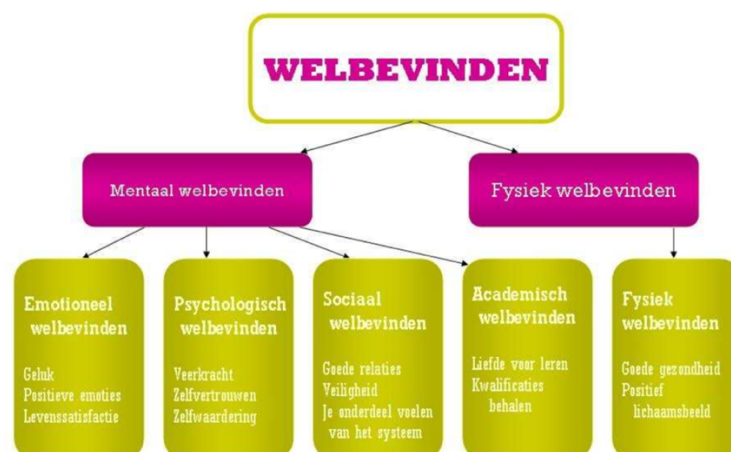 WELBEVINDEN
Mentaal welbevinden
Fysiek welbevinden
Emotioneel
welbevinden
Geluk
Positieve emoties
Levenssatisfactie
Psychologisch
welbevinden
Veerkracht
Zelfvertrouwen
Zelfwaardering
Sociaal
welbevinden
Goede relaties
Veiligheid
Je onderdeel voelen
van het systeem
Academisch
welbevinden
Liefde voor leren
Kwalificaties
behalen
Fysiek
welbevinden
Goede gezondheid
Positief
lichaamsbeeld